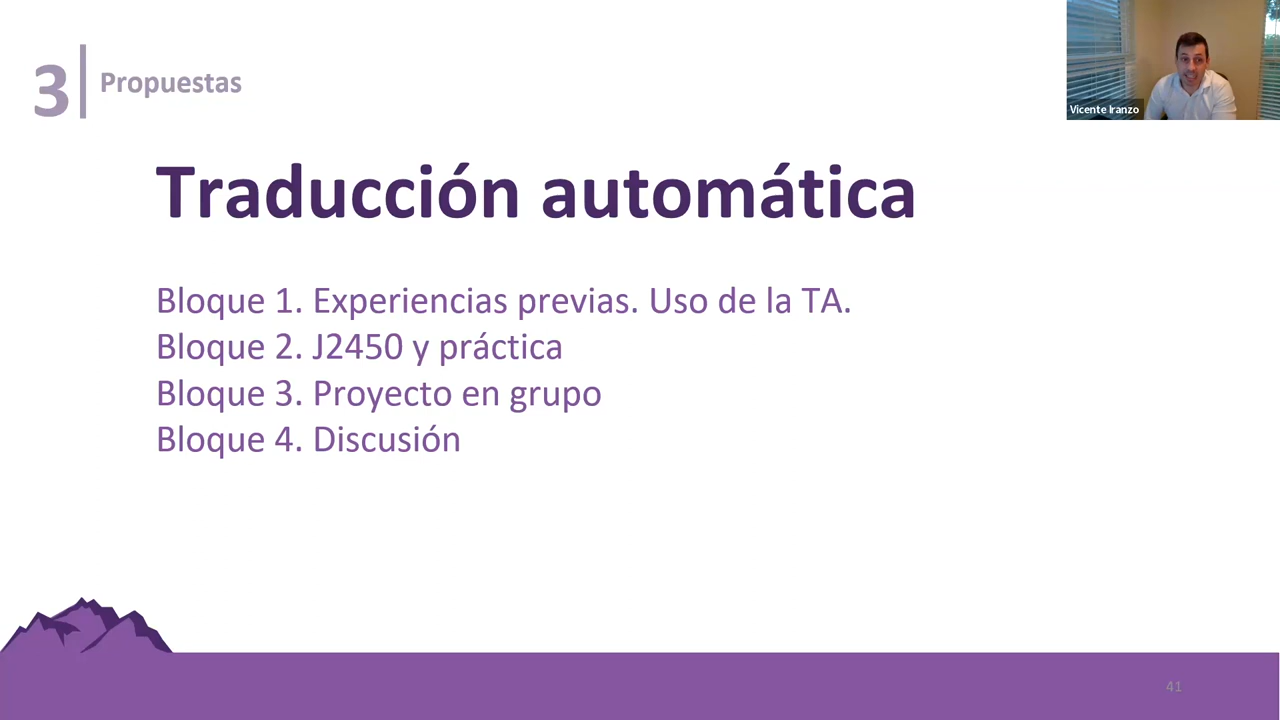 3 Propuestas
Vicente Iranzo
Traducción automática
Bloque 1. Experiencias previas. Uso de la TA.
Bloque 2. J2450 y práctica
Bloque 3. Proyecto en grupo
Bloque 4. Discusión
41